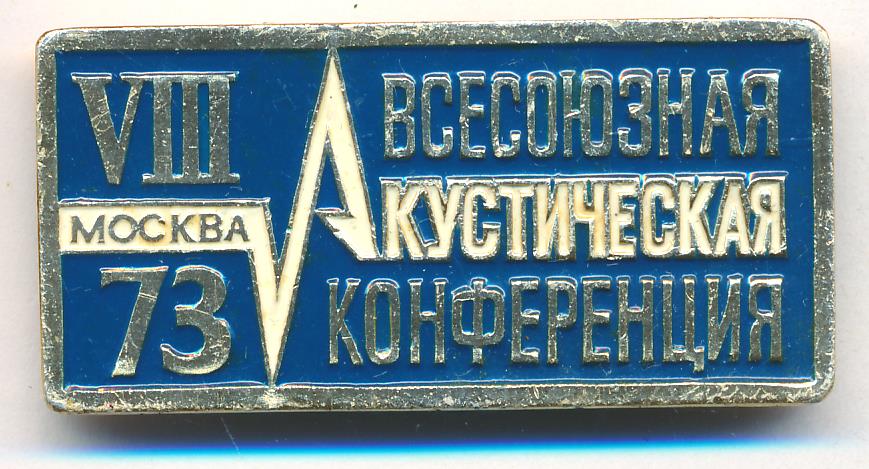 VIII
МОСКВА
73
ВСЕСОЮЗНАЯ
АКУСТИЧЕСКАЯ
КОНФЕРЕНЦИЯ